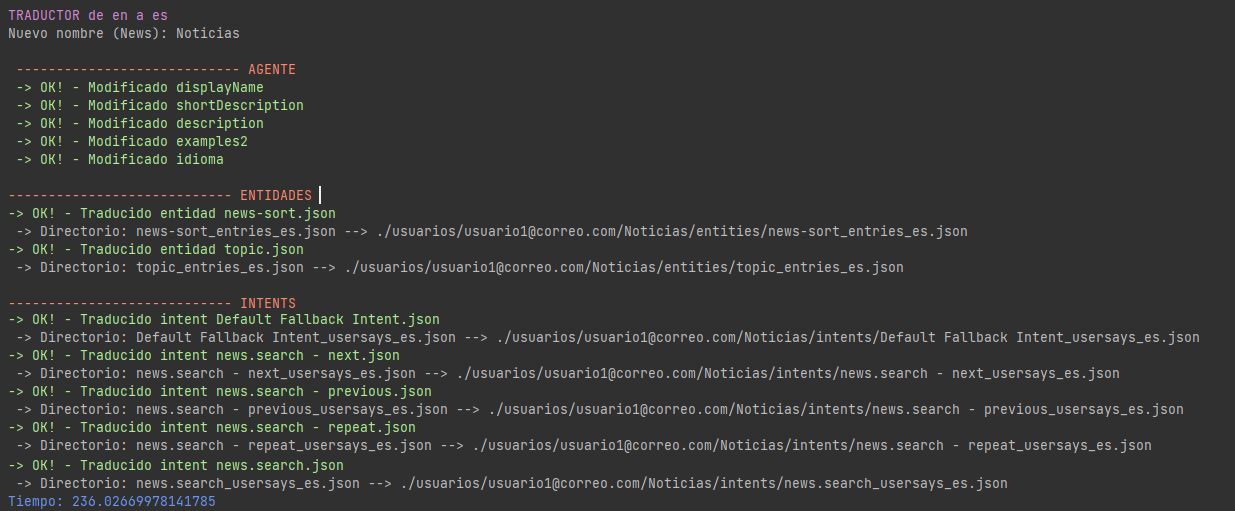 TRADUCTOR de en a es
Nuevo nombre (News): Noticias
---------------------------- AGENTE
-> OK! - Modificado displayName
-> OK! - Modificado shortDescription
-> OK! - Modificado description
-> OK! - Modificado examples2
-> OK! - Modificado idioma
---------------------------- ENTIDADES
-> OK! - Traducido entidad news-sort.json
-> Directorio: news-sort_entries_es.json --> ./usuarios/usuario1@correo.com/Noticias/entities/news-sort_entries_es.json
-> OK! - Traducido entidad topic.json
-> Directorio: topic_entries_es.json --> ./usuarios/usuario1@correo.com/Noticias/entities/topic_entries_es.json
---------------------------- INTENTS
-> OK! - Traducido intent Default Fallback Intent.json
-> Directorio: Default Fallback Intent_usersays_es.json --> ./usuarios/usuario1@correo.com/Noticias/intents/Default Fallback Intent_usersays_es.json
-> OK! - Traducido intent news.search - next.json
-> Directorio: news.search - next_usersays_es.json --> ./usuarios/usuario1@correo.com/Noticias/intents/news.search - next_usersays_es.json
-> OK! - Traducido intent news.search - previous.json
-> Directorio: news.search - previous_usersays_es.json --> ./usuarios/usuario1@correo.com/Noticias/intents/news.search - previous_usersays_es.json
-> OK! - Traducido intent news.search - repeat.json
-> Directorio: news.search - repeat_usersays_es.json --> ./usuarios/usuario1@correo.com/Noticias/intents/news.search - repeat_usersays_es.json
-> OK! - Traducido intent news.search.json
-> Directorio: news.search_usersays_es.json --> ./usuarios/usuario1@correo.com/Noticias/intents/news.search_usersays_es.json
Tiempo: 236.02669978141785